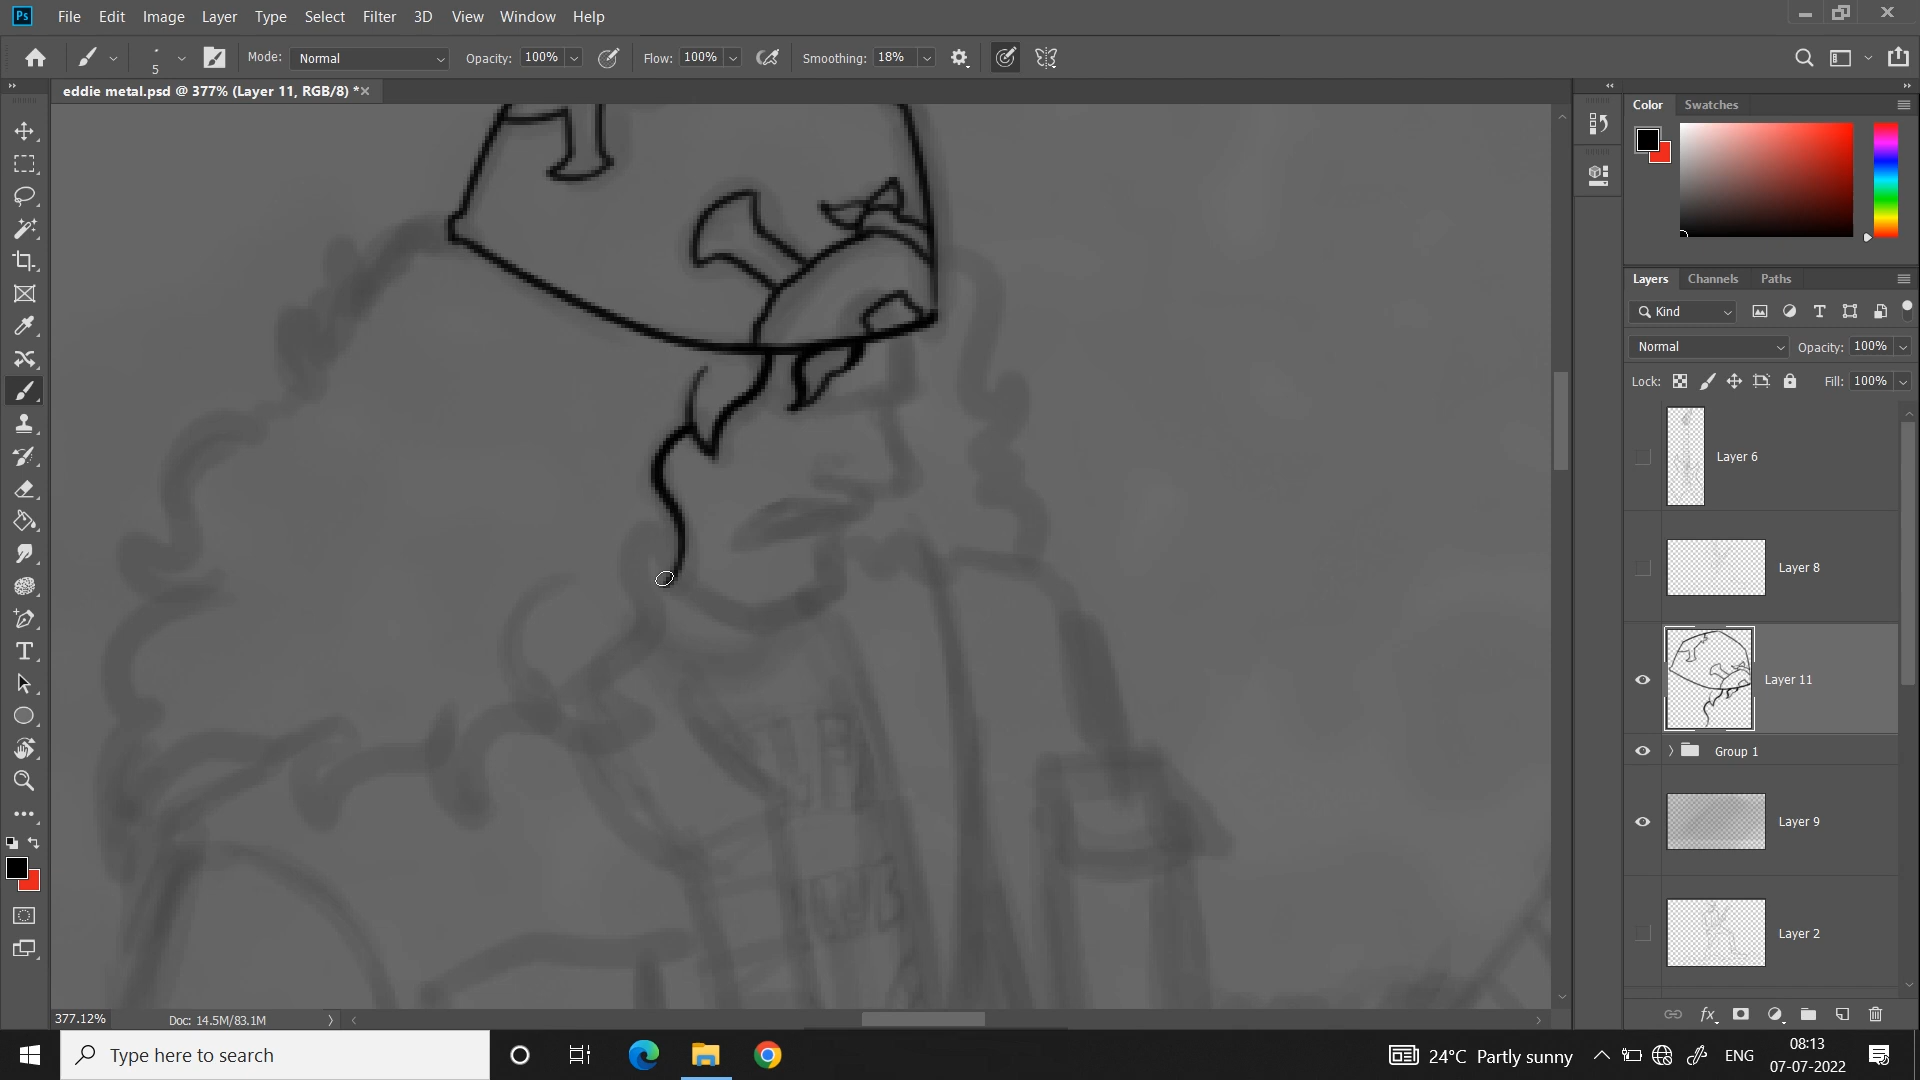 Ps File Edit Image Layer Type Select Filter 3D View Window Help
5 Mode: Normal Opacity: 100% Flow: 100% Smoothing: 18%
eddie metal.psd @ 377% (Layer 11, RGB/8) *
Color Swatches
Layers Channels Paths
Kind
Normal Opacity: 100%
Lock: Fill: 100%
Layer 6
Layer 8
Layer 11
Group 1
Layer 9
Layer 2
377.12% Doc: 14.5M/83.1M
Type here to search
24°C Partly sunny
ENG
08:13
07-07-2022